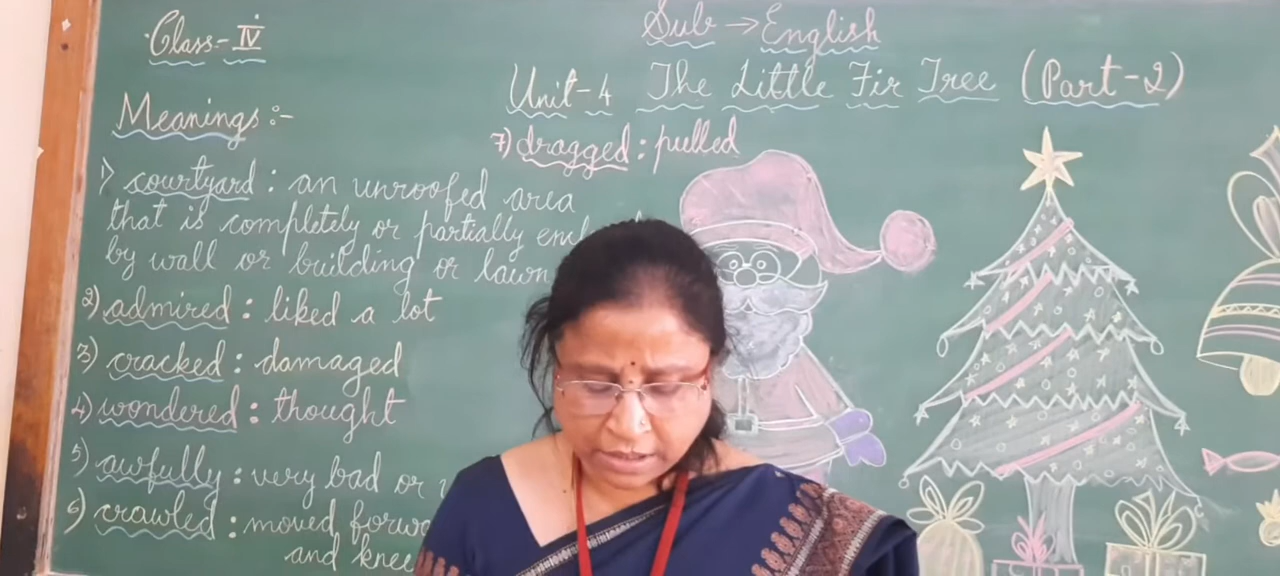 Class-IV
Sub → English
Unit-4 The Little Fir Tree (Part-2)
Meanings:-
1) courtyard : an unroofed area
that is completely or partially
by wall or building or lawn
2) admired : liked a lot
3) cracked : damaged
4) wondered : thought
5) awfully : very bad or
6) crawled : moved
and
7) dragged : pulled